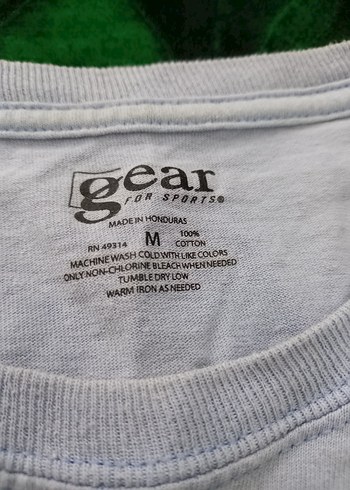 gear
FOR SPORTS®
MADE IN HONDURAS
RN 49314 M 100% COTTON
MACHINE WASH COLD WITH LIKE COLORS
ONLY NON-CHLORINE BLEACH WHEN NEEDED
TUMBLE DRY LOW
WARM IRON AS NEEDED